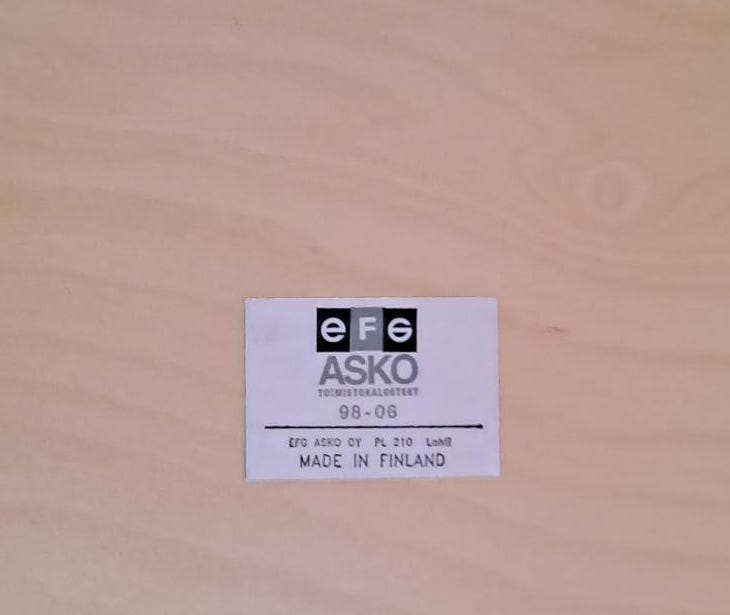 eFG
ASKO
TOIMISTOKALUSTEET
98-06
EFG ASKO OY PL 210 Lahti
MADE IN FINLAND